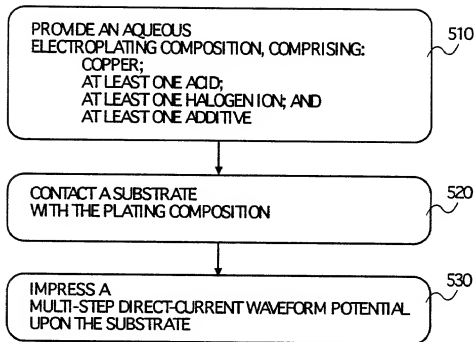 PROVIDE AN AQUEOUS
ELECTROPLATING COMPOSITION, COMPRISING:
COPPER;
AT LEAST ONE ACID;
AT LEAST ONE HALOGEN ION; AND
AT LEAST ONE ADDITIVE
510
CONTACT A SUBSTRATE
WITH THE PLATING COMPOSITION
520
IMPRESS A
MULTI-STEP DIRECT-CURRENT WAVEFORM POTENTIAL
UPON THE SUBSTRATE
530